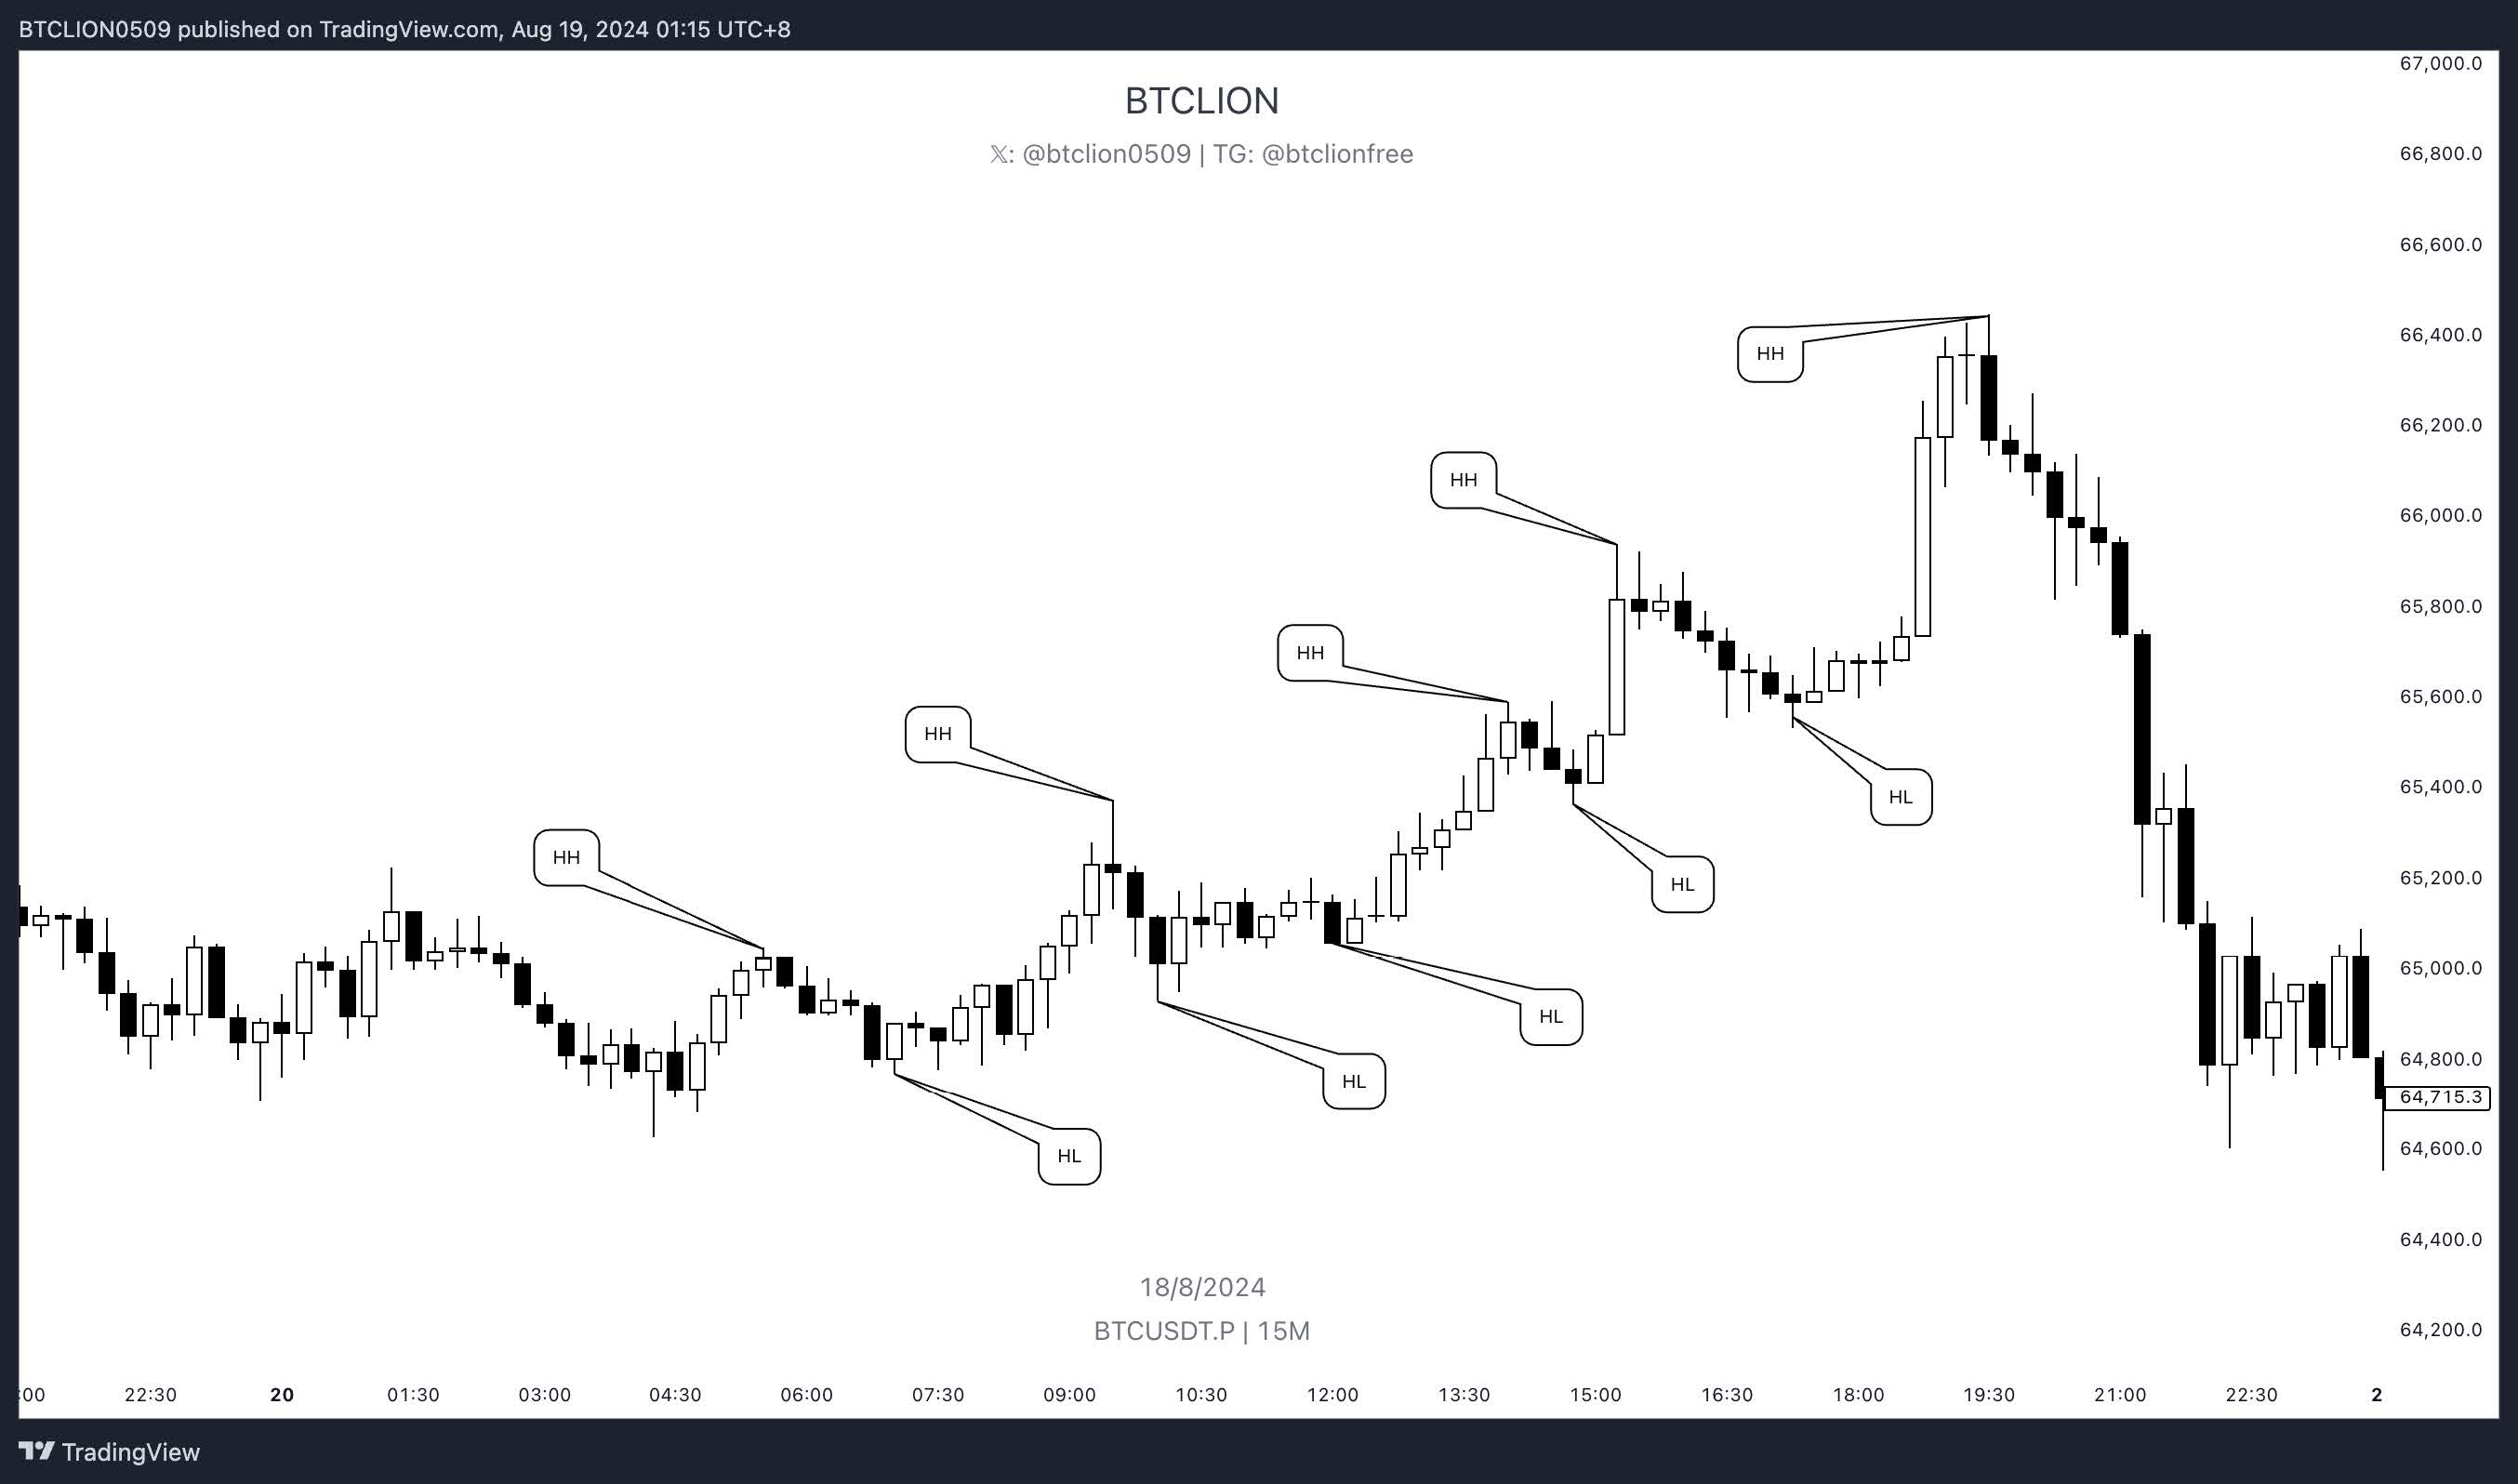 BTCLION0509 published on TradingView.com, Aug 19, 2024 01:15 UTC+8
BTCLION
𝕏: @btclion0509 | TG: @btclionfree
67,000.0
66,800.0
66,600.0
66,400.0
66,200.0
66,000.0
65,800.0
65,600.0
65,400.0
65,200.0
65,000.0
64,800.0
64,715.3
64,600.0
64,400.0
64,200.0
HH
HH
HH
HH
HH
HL
HL
HL
HL
HL
18/8/2024
BTCUSDT.P | 15M
:00 22:30 20 01:30 03:00 04:30 06:00 07:30 09:00 10:30 12:00 13:30 15:00 16:30 18:00 19:30 21:00 22:30 2
TradingView